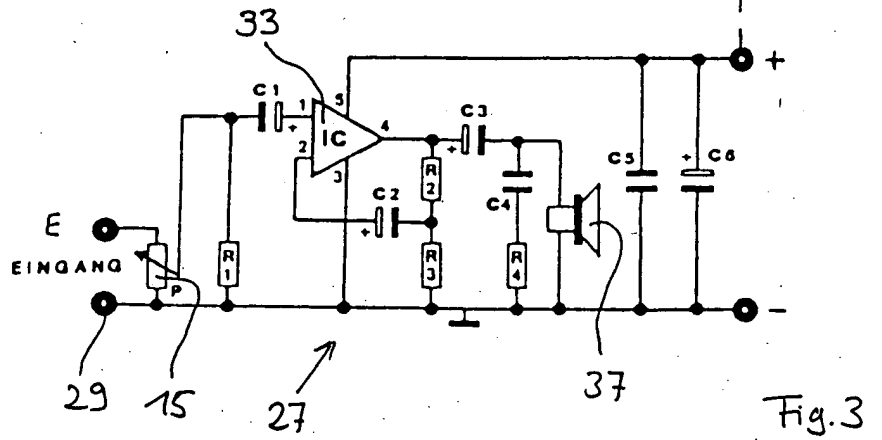 33
+
C1
5
1
+
IC
4
C3
+
2
3
R2
C2
+
C4
C5
+
C6
E
EINGANG
P
R1
R3
R4
-
29
15
27
37
Fig.3